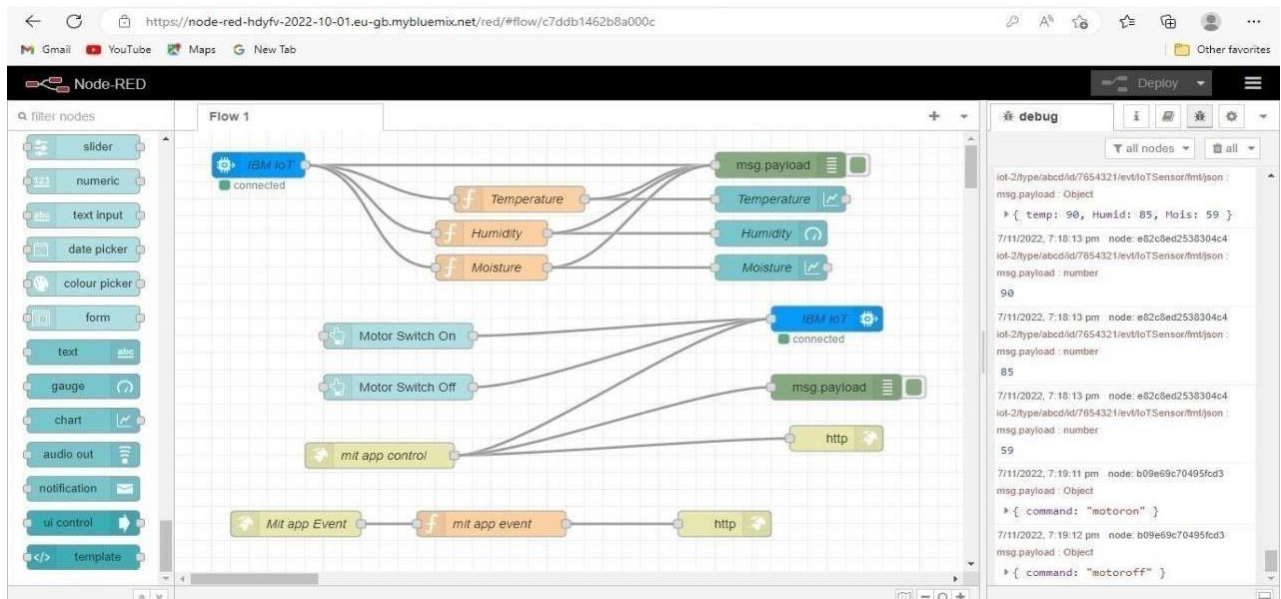 https://node-red-hdyfv-2022-10-01.eu-gb.mybluemix.net/red/#flow/c7ddb1462b8a000c
Gmail YouTube Maps New Tab Other favorites
Node-RED Deploy
filter nodes
slider
numeric
text input
date picker
colour picker
form
text abc
gauge
chart
audio out
notification
ui control
template
Flow 1
IBM IoT
connected
msg.payload
Temperature
Temperature
Humidity
Humidity
Moisture
Moisture
Motor Switch On
IBM IoT
connected
Motor Switch Off
msg.payload
mit app control
http
Mit app Event
mit app event
http
debug
all nodes all
iot-2/type/abcd/id/7654321/evt/IoTSensor/fmt/json :
msg.payload : Object
{ temp: 90, Humid: 85, Mois: 59 }
7/11/2022, 7:18:13 pm node: e82c8ed2538304c4
iot-2/type/abcd/id/7654321/evt/IoTSensor/fmt/json :
msg.payload : number
90
7/11/2022, 7:18:13 pm node: e82c8ed2538304c4
iot-2/type/abcd/id/7654321/evt/IoTSensor/fmt/json :
msg.payload : number
85
7/11/2022, 7:18:13 pm node: e82c8ed2538304c4
iot-2/type/abcd/id/7654321/evt/IoTSensor/fmt/json :
msg.payload : number
59
7/11/2022, 7:19:11 pm node: b09e69c70495fcd3
msg.payload : Object
{ command: "motoron" }
7/11/2022, 7:19:12 pm node: b09e69c70495fcd3
msg.payload : Object
{ command: "motoroff" }